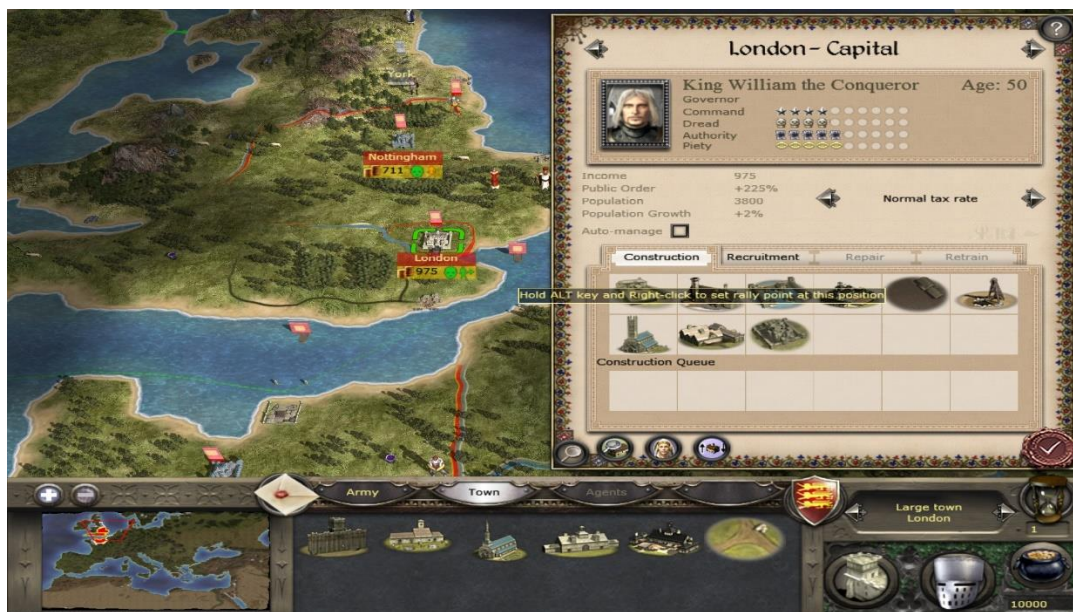 York
Nottingham
711
London
975
London - Capital
?
King William the Conqueror Age: 50
Governor
Command
Dread
Authority
Piety
Income 975
Public Order +225%
Population 3800
Population Growth +2%
Normal tax rate
Auto-manage
Construction Recruitment Repair Retrain
Hold ALT key and Right-click to set rally point at this position
Construction Queue
Army Town Agents
Large town
London
1
10000